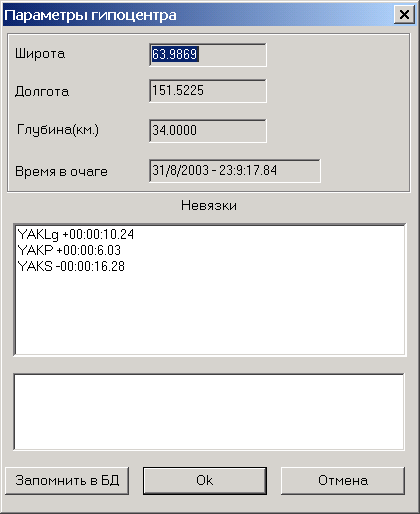 Параметры гипоцентра
Широта 63.9869
Долгота 151.5225
Глубина(км.) 34.0000
Время в очаге 31/8/2003 - 23:9:17.84
Невязки
YAKLg +00:00:10.24
YAKP +00:00:6.03
YAKS -00:00:16.28
Запомнить в БД Ok Отмена